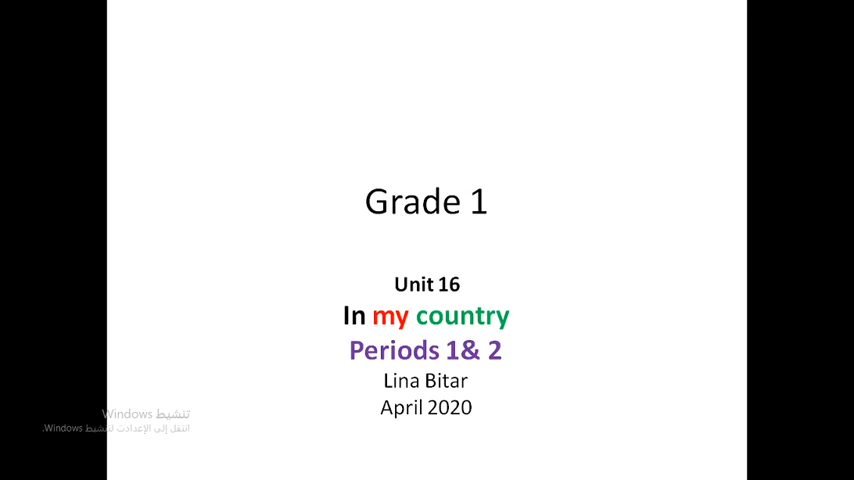 Grade 1
Unit 16
In my country
Periods 1& 2
Lina Bitar
April 2020
تنشيط Windows
انتقل إلى الإعدادت لتنشيط Windows.